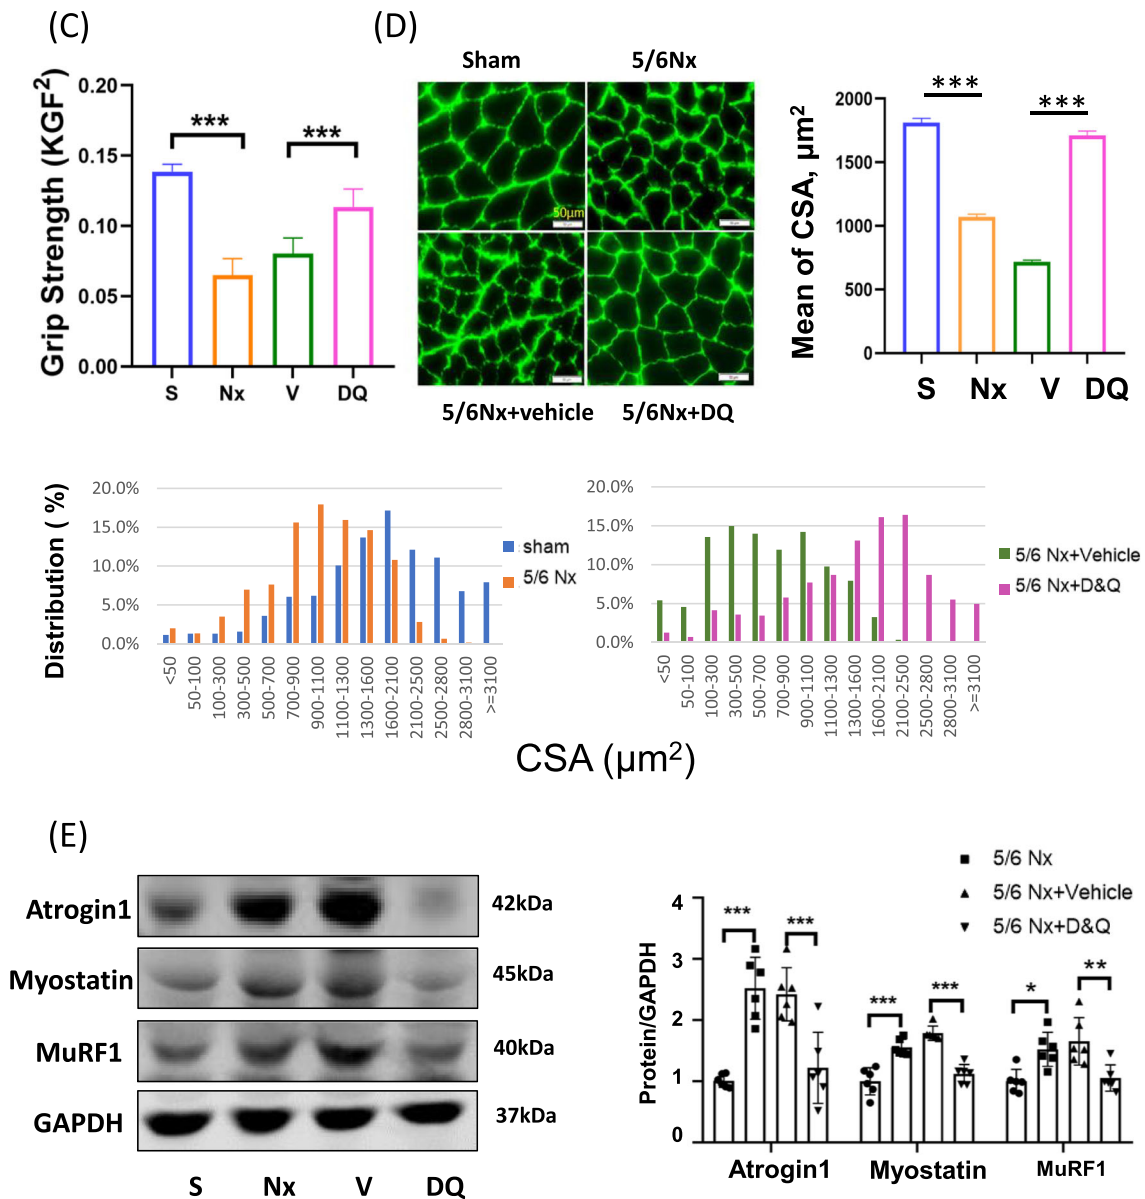 (C)
(D)
Grip Strength (KGF2)
0.20
0.15
0.10
0.05
0.00
***
***
S Nx V DQ
Sham 5/6Nx
50μm
5/6Nx+vehicle 5/6Nx+DQ
Mean of CSA, μm2
2000
1500
1000
500
0
***
***
S Nx V DQ
Distribution ( %)
20.0%
15.0%
10.0%
5.0%
0.0%
sham
5/6 Nx
<50 50-100 100-300 300-500 500-700 700-900 900-1100 1100-1300 1300-1600 1600-2100 2100-2500 2500-2800 2800-3100 >=3100
20.0%
15.0%
10.0%
5.0%
0.0%
5/6 Nx+Vehicle
5/6 Nx+D&Q
<50 50-100 100-300 300-500 500-700 700-900 900-1100 1100-1300 1300-1600 1600-2100 2100-2500 2500-2800 2800-3100 >=3100
CSA (μm2)
(E)
Atrogin1 42kDa
Myostatin 45kDa
MuRF1 40kDa
GAPDH 37kDa
S Nx V DQ
5/6 Nx
5/6 Nx+Vehicle
5/6 Nx+D&Q
Protein/GAPDH
4
3
2
1
0
*** ***
*** ***
* **
Atrogin1 Myostatin MuRF1